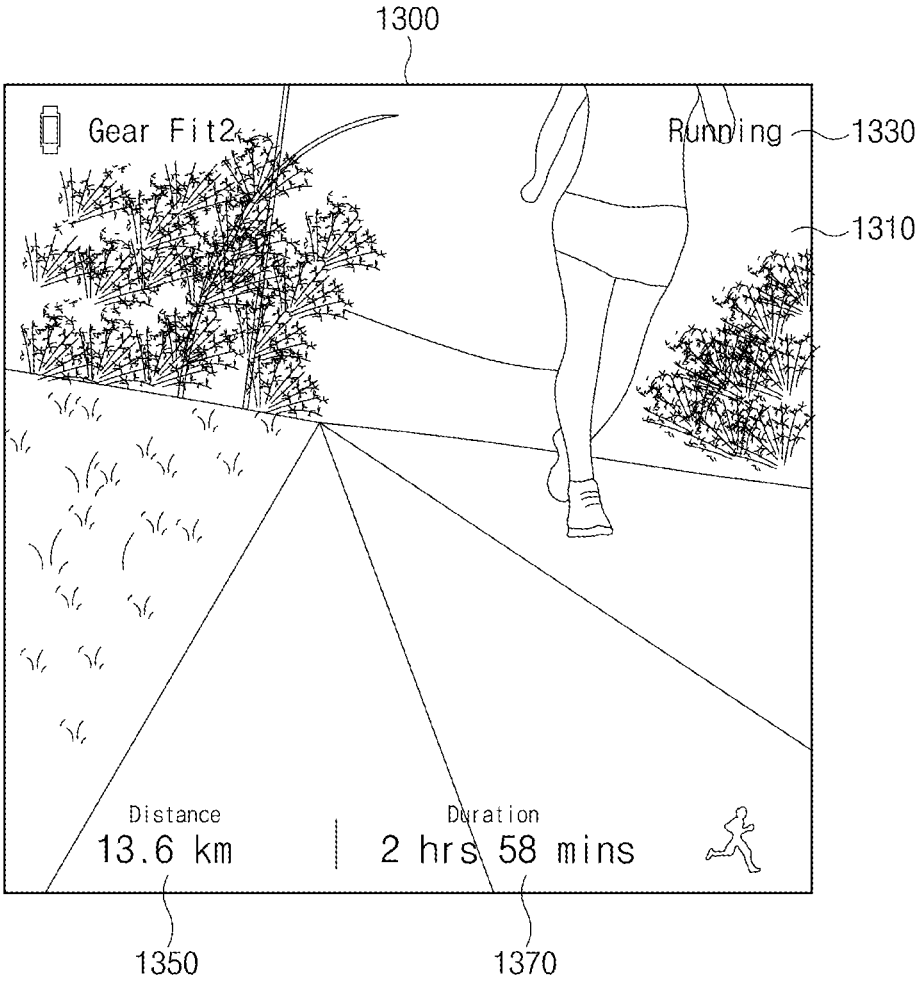 1300
Gear Fit2
Running
1330
1310
Distance
Duration
13.6 km
2 hrs 58 mins
1350
1370